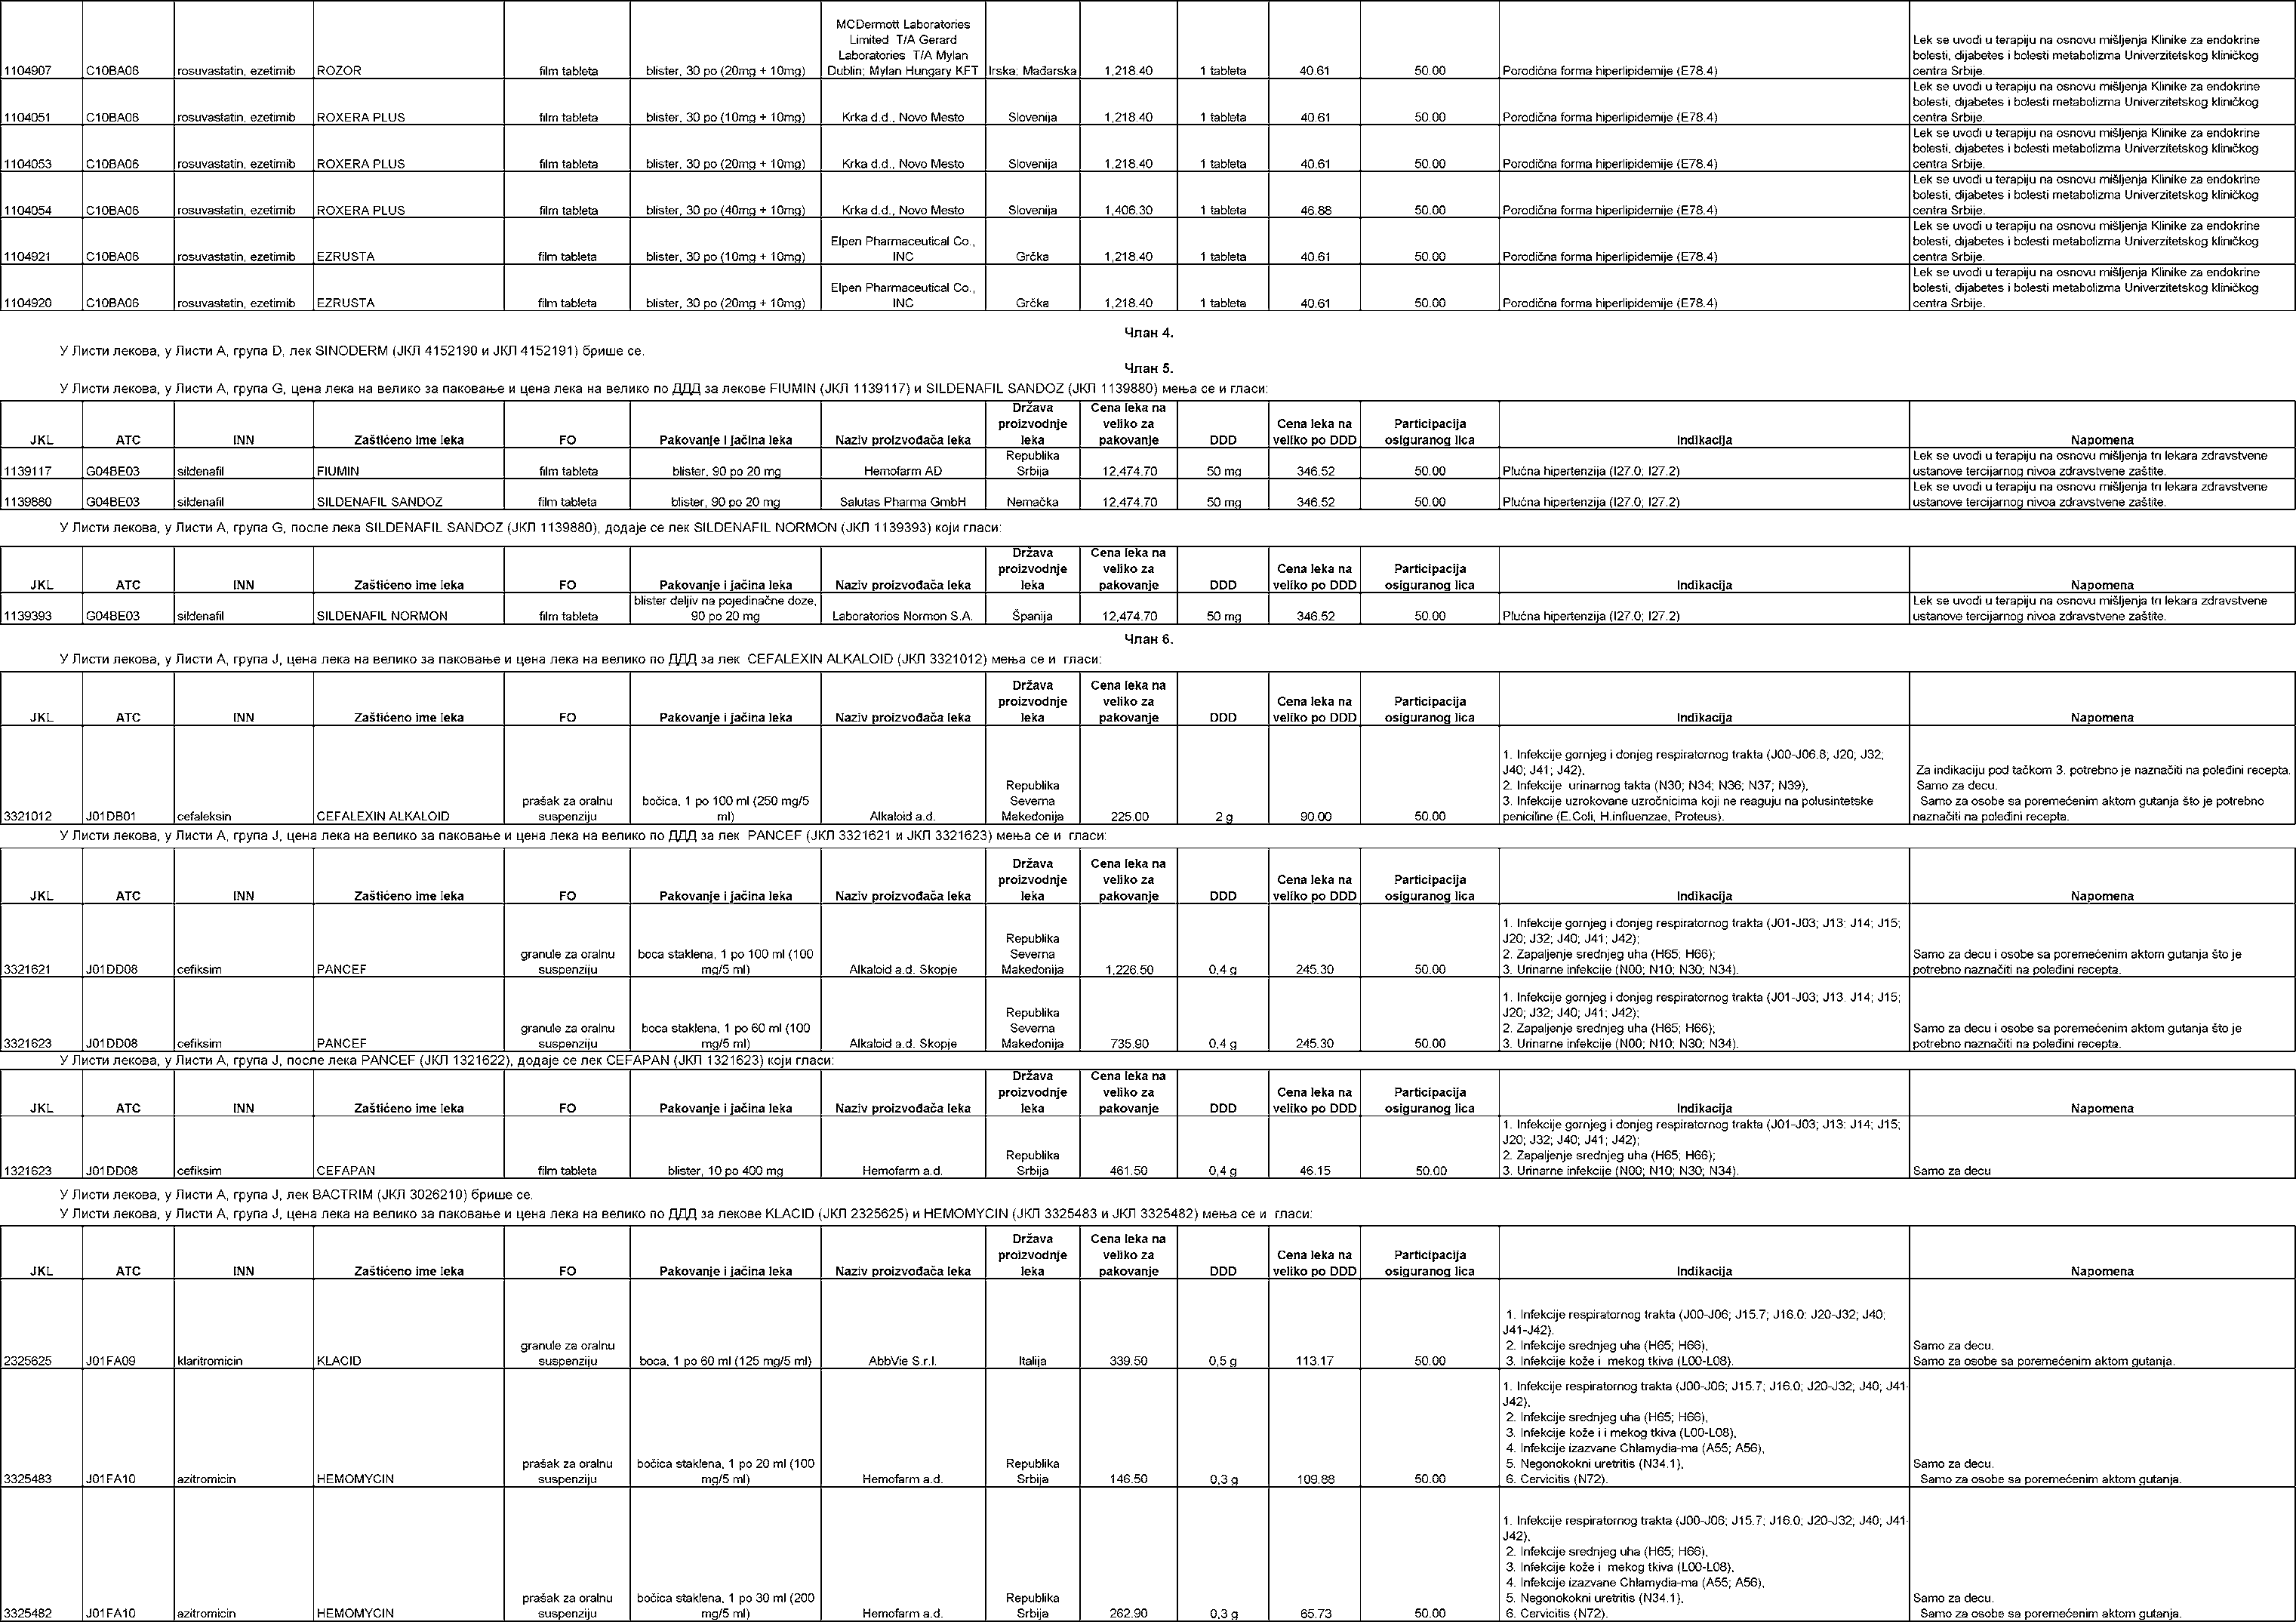 MCDermott Laboratories
Limited T/A Gerard
Laboratories T/A Mylan
1104907 C10BA06 rosuvastatin, ezetimib ROZOR film tableta blister, 30 po (20mg + 10mg) Dublin; Mylan Hungary KFT Irska; Mađarska 1,218.40 1 tableta 40.61 50.00 Porodična forma hiperlipidemije (E78.4) Lek se uvodi u terapiju na osnovu mišljenja Klinike za endokrine
bolesti, dijabetes i bolesti metabolizma Univerzitetskog kliničkog
centra Srbije.
1104051 C10BA06 rosuvastatin, ezetimib ROXERA PLUS film tableta blister, 30 po (10mg + 10mg) Krka d.d., Novo Mesto Slovenija 1,218.40 1 tableta 40.61 50.00 Porodična forma hiperlipidemije (E78.4) Lek se uvodi u terapiju na osnovu mišljenja Klinike za endokrine
bolesti, dijabetes i bolesti metabolizma Univerzitetskog kliničkog
centra Srbije.
1104053 C10BA06 rosuvastatin, ezetimib ROXERA PLUS film tableta blister, 30 po (20mg + 10mg) Krka d.d., Novo Mesto Slovenija 1,218.40 1 tableta 40.61 50.00 Porodična forma hiperlipidemije (E78.4) Lek se uvodi u terapiju na osnovu mišljenja Klinike za endokrine
bolesti, dijabetes i bolesti metabolizma Univerzitetskog kliničkog
centra Srbije.
1104054 C10BA06 rosuvastatin, ezetimib ROXERA PLUS film tableta blister, 30 po (40mg + 10mg) Krka d.d., Novo Mesto Slovenija 1,406.30 1 tableta 46.88 50.00 Porodična forma hiperlipidemije (E78.4) Lek se uvodi u terapiju na osnovu mišljenja Klinike za endokrine
bolesti, dijabetes i bolesti metabolizma Univerzitetskog kliničkog
centra Srbije.
1104921 C10BA06 rosuvastatin, ezetimib EZRUSTA film tableta blister, 30 po (10mg + 10mg) Elpen Pharmaceutical Co.,
INC Grčka 1,218.40 1 tableta 40.61 50.00 Porodična forma hiperlipidemije (E78.4) Lek se uvodi u terapiju na osnovu mišljenja Klinike za endokrine
bolesti, dijabetes i bolesti metabolizma Univerzitetskog kliničkog
centra Srbije.
1104920 C10BA06 rosuvastatin, ezetimib EZRUSTA film tableta blister, 30 po (20mg + 10mg) Elpen Pharmaceutical Co.,
INC Grčka 1,218.40 1 tableta 40.61 50.00 Porodična forma hiperlipidemije (E78.4) Lek se uvodi u terapiju na osnovu mišljenja Klinike za endokrine
bolesti, dijabetes i bolesti metabolizma Univerzitetskog kliničkog
centra Srbije.
Члан 4.
У Листи лекова, у Листи А, група D, лек SINODERM (ЈКЛ 4152190 и ЈКЛ 4152191) брише се.
Члан 5.
У Листи лекова, у Листи А, група G, цена лека на велико за паковање и цена лека на велико по ДДД за лекове FIUMIN (ЈКЛ 1139117) и SILDENAFIL SANDOZ (ЈКЛ 1139880) мења се и гласи:
JKL ATC INN Zaštićeno ime leka FO Pakovanje i jačina leka Naziv proizvođača leka Država
proizvodnje
leka Cena leka na
veliko za
pakovanje DDD Cena leka na
veliko po DDD Participacija
osiguranog lica Indikacija Napomena
1139117 G04BE03 sildenafil FIUMIN film tableta blister, 90 po 20 mg Hemofarm AD Republika
Srbija 12,474.70 50 mg 346.52 50.00 Plućna hipertenzija (I27.0; I27.2) Lek se uvodi u terapiju na osnovu mišljenja tri lekara zdravstvene
ustanove tercijarnog nivoa zdravstvene zaštite.
1139880 G04BE03 sildenafil SILDENAFIL SANDOZ film tableta blister, 90 po 20 mg Salutas Pharma GmbH Nemačka 12,474.70 50 mg 346.52 50.00 Plućna hipertenzija (I27.0; I27.2) Lek se uvodi u terapiju na osnovu mišljenja tri lekara zdravstvene
ustanove tercijarnog nivoa zdravstvene zaštite.
У Листи лекова, у Листи А, група G, после лека SILDENAFIL SANDOZ (ЈКЛ 1139880), додаје се лек SILDENAFIL NORMON (ЈКЛ 1139393) који гласи:
JKL ATC INN Zaštićeno ime leka FO Pakovanje i jačina leka Naziv proizvođača leka Država
proizvodnje
leka Cena leka na
veliko za
pakovanje DDD Cena leka na
veliko po DDD Participacija
osiguranog lica Indikacija Napomena
1139393 G04BE03 sildenafil SILDENAFIL NORMON film tableta blister deljiv na pojedinačne doze,
90 po 20 mg Laboratorios Normon S.A. Španija 12,474.70 50 mg 346.52 50.00 Plućna hipertenzija (I27.0; I27.2) Lek se uvodi u terapiju na osnovu mišljenja tri lekara zdravstvene
ustanove tercijarnog nivoa zdravstvene zaštite.
Члан 6.
У Листи лекова, у Листи А, група Ј, цена лека на велико за паковање и цена лека на велико по ДДД за лек CEFALEXIN ALKALOID (ЈКЛ 3321012) мења се и гласи:
JKL ATC INN Zaštićeno ime leka FO Pakovanje i jačina leka Naziv proizvođača leka Država
proizvodnje
leka Cena leka na
veliko za
pakovanje DDD Cena leka na
veliko po DDD Participacija
osiguranog lica Indikacija Napomena
3321012 J01DB01 cefaleksin CEFALEXIN ALKALOID prašak za oralnu
suspenziju bočica, 1 po 100 ml (250 mg/5
ml) Alkaloid a.d. Republika
Severna
Makedonija 225.00 2 g 90.00 50.00 1. Infekcije gornjeg i donjeg respiratornog trakta (J00-J06.8; J20; J32;
J40; J41; J42),
2. Infekcije urinarnog takta (N30; N34; N36; N37; N39),
3. Infekcije uzrokovane uzročnicima koji ne reaguju na polusintetske
peniciline (E.Coli, H.influenzae, Proteus). Za indikaciju pod tačkom 3. potrebno je naznačiti na poleđini recepta.
Samo za decu.
Samo za osobe sa poremećenim aktom gutanja što je potrebno
naznačiti na poleđini recepta.
У Листи лекова, у Листи А, група Ј, цена лека на велико за паковање и цена лека на велико по ДДД за лек PANCEF (ЈКЛ 3321621 и ЈКЛ 3321623) мења се и гласи:
JKL ATC INN Zaštićeno ime leka FO Pakovanje i jačina leka Naziv proizvođača leka Država
proizvodnje
leka Cena leka na
veliko za
pakovanje DDD Cena leka na
veliko po DDD Participacija
osiguranog lica Indikacija Napomena
3321621 J01DD08 cefiksim PANCEF granule za oralnu
suspenziju boca staklena, 1 po 100 ml (100
mg/5 ml) Alkaloid a.d. Skopje Republika
Severna
Makedonija 1,226.50 0,4 g 245.30 50.00 1. Infekcije gornjeg i donjeg respiratornog trakta (J01-J03; J13; J14; J15;
J20; J32; J40; J41; J42);
2. Zapaljenje srednjeg uha (H65; H66);
3. Urinarne infekcije (N00; N10; N30; N34). Samo za decu i osobe sa poremećenim aktom gutanja što je
potrebno naznačiti na poleđini recepta.
3321623 J01DD08 cefiksim PANCEF granule za oralnu
suspenziju boca staklena, 1 po 60 ml (100
mg/5 ml) Alkaloid a.d. Skopje Republika
Severna
Makedonija 735.90 0,4 g 245.30 50.00 1. Infekcije gornjeg i donjeg respiratornog trakta (J01-J03; J13. J14; J15;
J20; J32; J40; J41; J42);
2. Zapaljenje srednjeg uha (H65; H66);
3. Urinarne infekcije (N00; N10; N30; N34). Samo za decu i osobe sa poremećenim aktom gutanja što je
potrebno naznačiti na poleđini recepta.
У Листи лекова, у Листи А, група Ј, после лека PANCEF (ЈКЛ 1321622), додаје се лек CEFAPAN (ЈКЛ 1321623) који гласи:
JKL ATC INN Zaštićeno ime leka FO Pakovanje i jačina leka Naziv proizvođača leka Država
proizvodnje
leka Cena leka na
veliko za
pakovanje DDD Cena leka na
veliko po DDD Participacija
osiguranog lica Indikacija Napomena
1321623 J01DD08 cefiksim CEFAPAN film tableta blister, 10 po 400 mg Hemofarm a.d. Republika
Srbija 461.50 0,4 g 46.15 50.00 1. Infekcije gornjeg i donjeg respiratornog trakta (J01-J03; J13: J14; J15;
J20; J32; J40; J41; J42);
2. Zapaljenje srednjeg uha (H65; H66);
3. Urinarne infekcije (N00; N10; N30; N34). Samo za decu
У Листи лекова, у Листи А, група Ј, лек BACTRIM (ЈКЛ 3026210) брише се.
У Листи лекова, у Листи А, група Ј, цена лека на велико за паковање и цена лека на велико по ДДД за лекове KLACID (ЈКЛ 2325625) и HEMOMYCIN (ЈКЛ 3325483 и ЈКЛ 3325482) мења се и гласи:
JKL ATC INN Zaštićeno ime leka FO Pakovanje i jačina leka Naziv proizvođača leka Država
proizvodnje
leka Cena leka na
veliko za
pakovanje DDD Cena leka na
veliko po DDD Participacija
osiguranog lica Indikacija Napomena
2325625 J01FA09 klaritromicin KLACID granule za oralnu
suspenziju boca, 1 po 60 ml (125 mg/5 ml) AbbVie S.r.l. Italija 339.50 0,5 g 113.17 50.00 1. Infekcije respiratornog trakta (J00-J06; J15.7; J16.0; J20-J32; J40;
J41-J42).
2. Infekcije srednjeg uha (H65; H66),
3. Infekcije kože i mekog tkiva (L00-L08). Samo za decu.
Samo za osobe sa poremećenim aktom gutanja.
3325483 J01FA10 azitromicin HEMOMYCIN prašak za oralnu
suspenziju bočica staklena, 1 po 20 ml (100
mg/5 ml) Hemofarm a.d. Republika
Srbija 146.50 0,3 g 109.88 50.00 1. Infekcije respiratornog trakta (J00-J06; J15.7; J16.0; J20-J32; J40; J41-
J42),
2. Infekcije srednjeg uha (H65; H66),
3. Infekcije kože i i mekog tkiva (L00-L08),
4. Infekcije izazvane Chlamydia-ma (A55; A56),
5. Negonokokni uretritis (N34.1),
6. Cervicitis (N72). Samo za decu.
Samo za osobe sa poremećenim aktom gutanja.
3325482 J01FA10 azitromicin HEMOMYCIN prašak za oralnu
suspenziju bočica staklena, 1 po 30 ml (200
mg/5 ml) Hemofarm a.d. Republika
Srbija 262.90 0,3 g 65.73 50.00 1. Infekcije respiratornog trakta (J00-J06; J15.7; J16.0; J20-J32; J40; J41-
J42),
2. Infekcije srednjeg uha (H65; H66),
3. Infekcije kože i mekog tkiva (L00-L08),
4. Infekcije izazvane Chlamydia-ma (A55; A56),
5. Negonokokni uretritis (N34.1),
6. Cervicitis (N72). Samo za decu.
Samo za osobe sa poremećenim aktom gutanja.